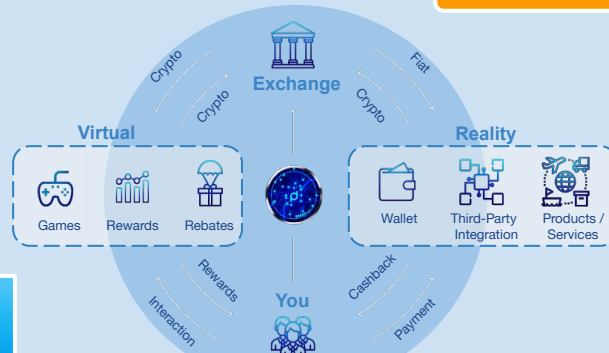 Crypto
Fiat
Exchange
Crypto
Crypto
Virtual
Reality
Games
Rewards
Rebates
Wallet
Third-Party
Integration
Products /
Services
Rewards
Cashback
You
Interaction
Payment